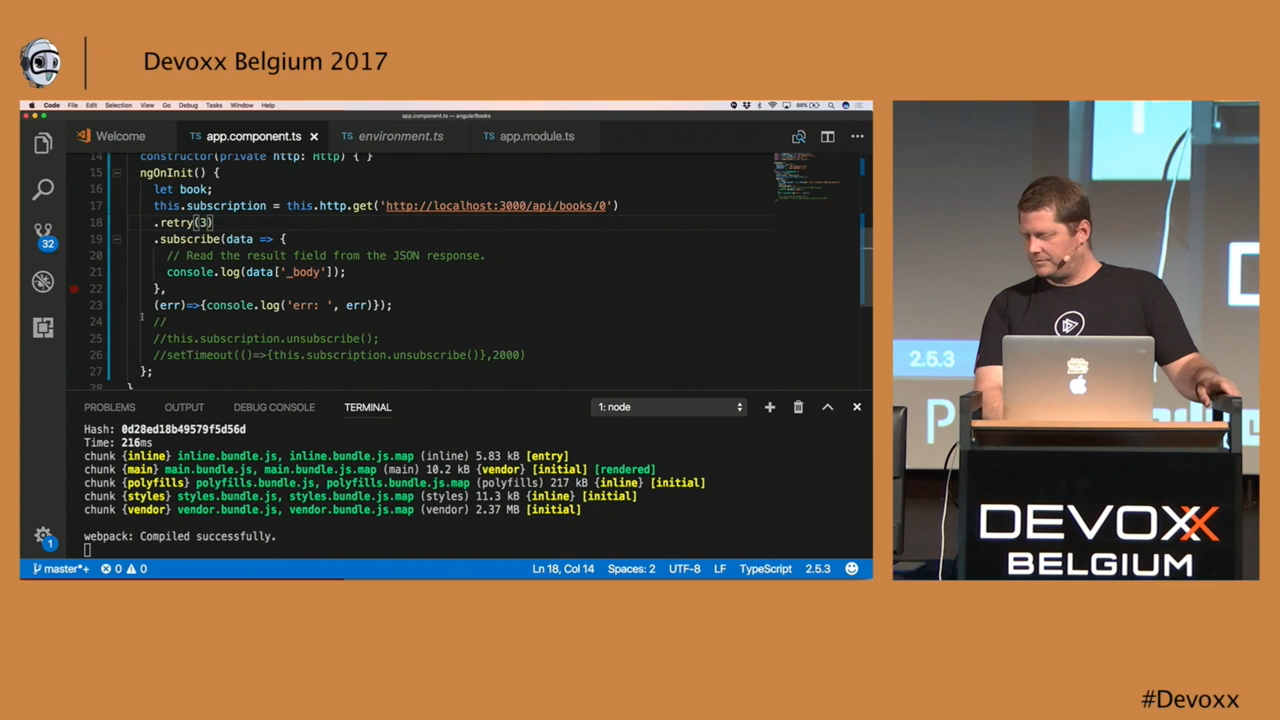 Devoxx Belgium 2017
Code File Edit Selection View Go Debug Tasks Window Help
88%
app.component.ts — angularBooks
Welcome
TS app.component.ts ×
TS environment.ts
TS app.module.ts
14 constructor(private http: Http) { }
15 ngOnInit() {
16 let book;
17 this.subscription = this.http.get('http://localhost:3000/api/books/0')
18 .retry(3)
19 .subscribe(data => {
20 // Read the result field from the JSON response.
21 console.log(data['_body']);
22 },
23 (err)=>{console.log('err: ', err)});
24 //
25 //this.subscription.unsubscribe();
26 //setTimeout(()=>{this.subscription.unsubscribe()},2000)
27 };
28 }
32
1
PROBLEMS OUTPUT DEBUG CONSOLE TERMINAL 1: node
Hash: 0d28ed18b49579f5d56d
Time: 216ms
chunk {inline} inline.bundle.js, inline.bundle.js.map (inline) 5.83 kB [entry]
chunk {main} main.bundle.js, main.bundle.js.map (main) 10.2 kB {vendor} [initial] [rendered]
chunk {polyfills} polyfills.bundle.js, polyfills.bundle.js.map (polyfills) 217 kB {inline} [initial]
chunk {styles} styles.bundle.js, styles.bundle.js.map (styles) 11.3 kB {inline} [initial]
chunk {vendor} vendor.bundle.js, vendor.bundle.js.map (vendor) 2.37 MB [initial]
webpack: Compiled successfully.
master*+ 0 0 Ln 18, Col 14 Spaces: 2 UTF-8 LF TypeScript 2.5.3
2.5.3
DEVOXX
BELGIUM
#Devoxx